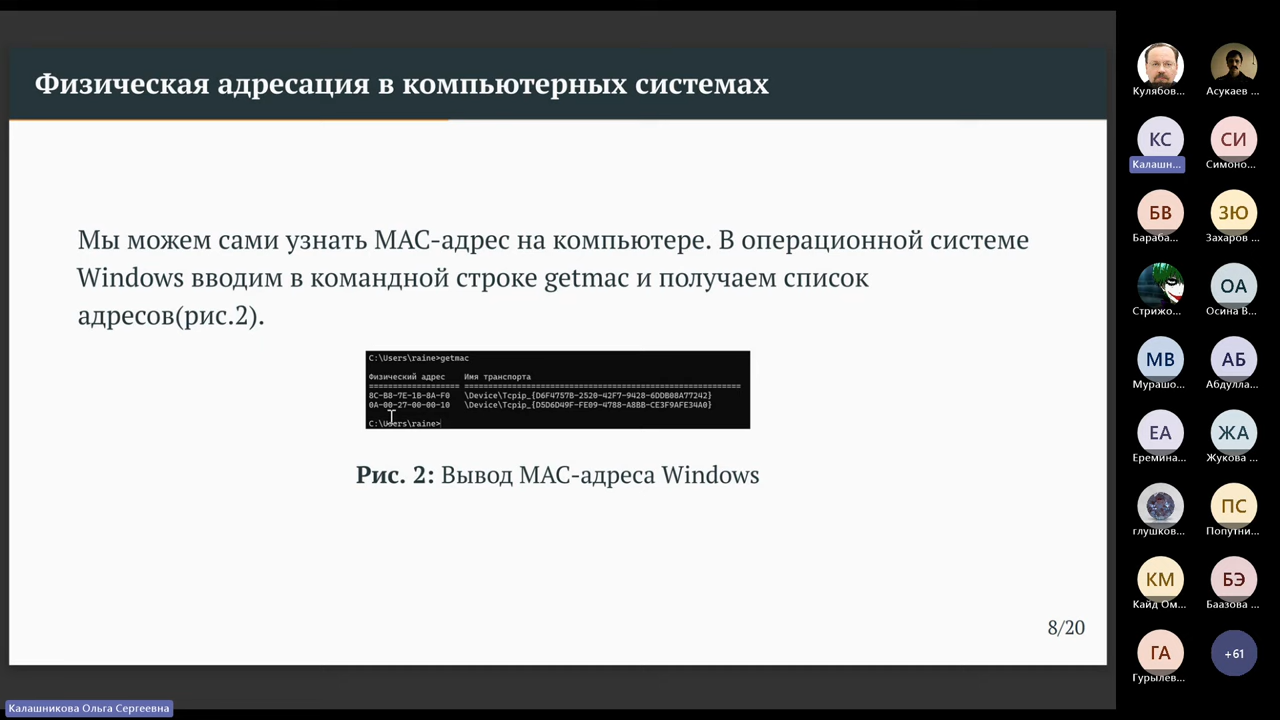 Физическая адресация в компьютерных системах
Мы можем сами узнать MAC-адрес на компьютере. В операционной системе
Windows вводим в командной строке getmac и получаем список
адресов(рис.2).
C:\Users\raine>getmac
Физический адрес Имя транспорта
=================== ==========================================================
8C-B8-7E-1B-8A-F0 \Device\Tcpip_{D6F4757B-2520-42F7-9428-6DDB08A77242}
0A-00-27-00-00-10 \Device\Tcpip_{D5D6D49F-FE09-4788-A8BB-CE3F9AFE34A0}
C:\Users\raine>
Рис. 2: Вывод MAC-адреса Windows
8/20
Калашникова Ольга Сергеевна
Кулябов... Асукаев ...
КС СИ
Калашн... Симоно...
БВ ЗЮ
Бараба... Захаров ...
ОА
Стрижо... Осина В...
МВ АБ
Мурашо... Абдулла...
ЕА ЖА
Еремина... Жукова ...
ПС
глушков... Попутни...
КМ БЭ
Кайд Ом... Баазова ...
ГА +61
Гурылев...